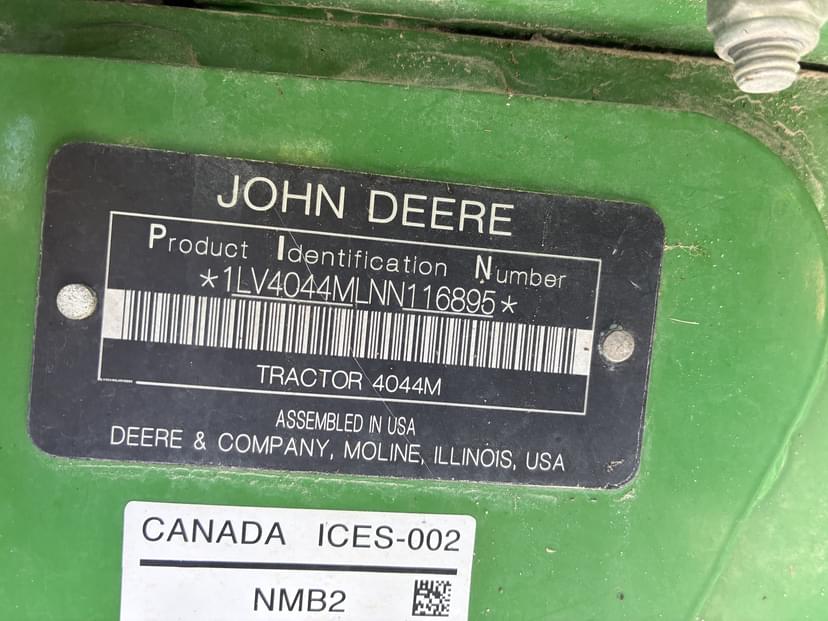 JOHN DEERE
Product Identification Number
*1LV4044MLNN116895*
TRACTOR 4044M
ASSEMBLED IN USA
DEERE & COMPANY, MOLINE, ILLINOIS, USA
CANADA ICES-002
NMB2